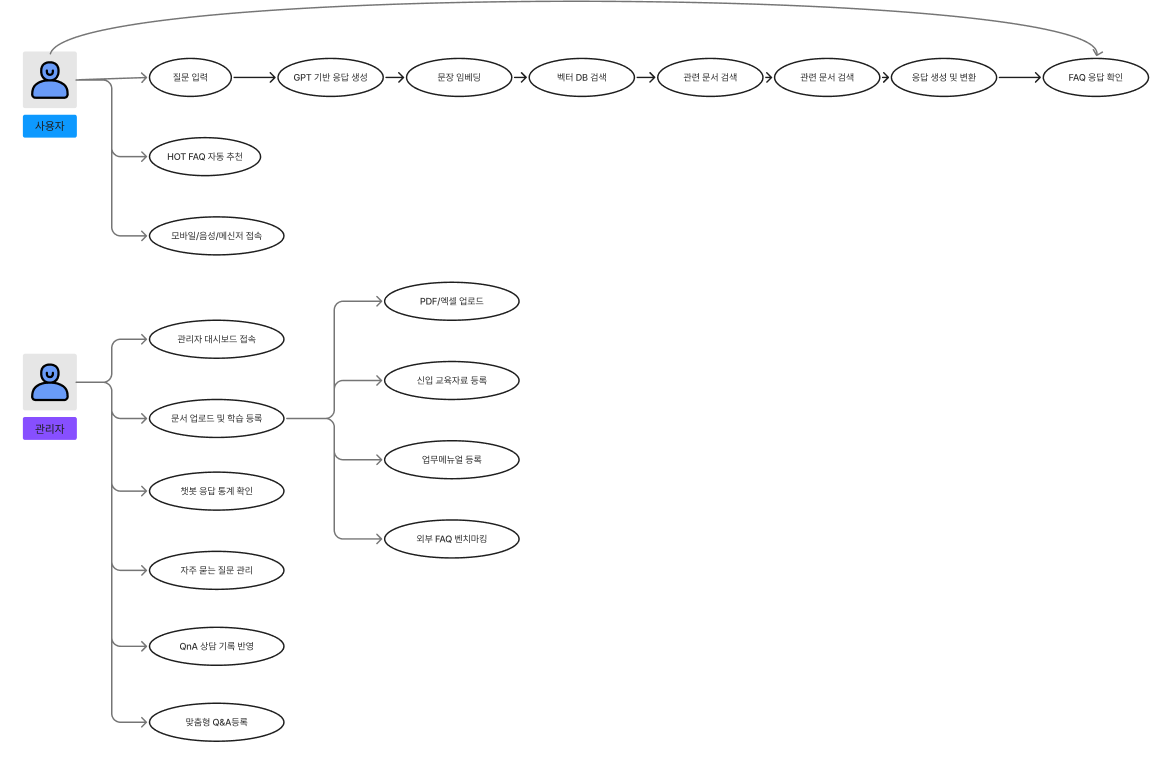 질문 입력
GPT 기반 응답 생성
문장 임베딩
벡터 DB 검색
관련 문서 검색
관련 문서 검색
응답 생성 및 변환
FAQ 응답 확인
사용자
HOT FAQ 자동 추천
모바일/음성/메신저 접속
PDF/엑셀 업로드
관리자 대시보드 접속
신입 교육자료 등록
문서 업로드 및 학습 등록
관리자
업무메뉴얼 등록
챗봇 응답 통계 확인
외부 FAQ 벤치마킹
자주 묻는 질문 관리
QnA 상담 기록 반영
맞춤형 Q&A등록